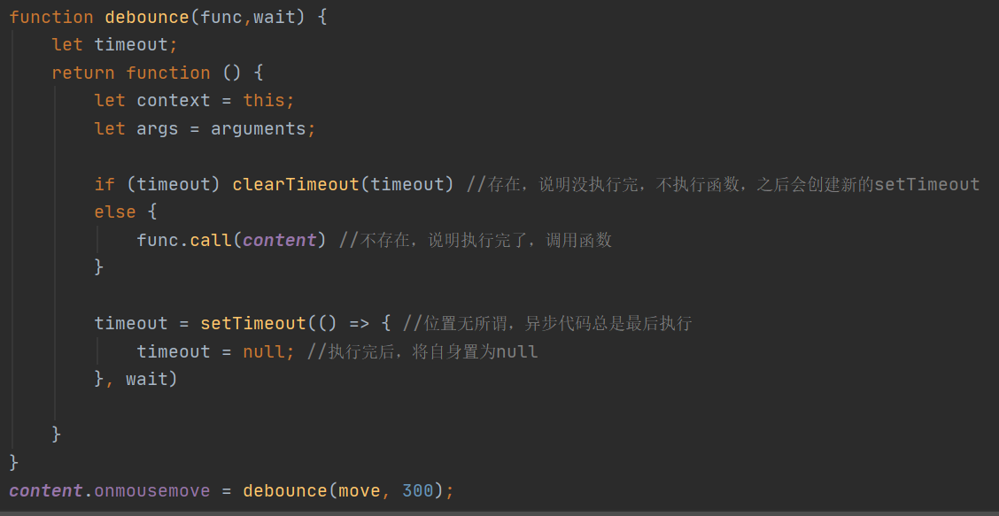 function debounce(func,wait) {
    let timeout;
    return function () {
        let context = this;
        let args = arguments;
        if (timeout) clearTimeout(timeout) //存在，说明没执行完，不执行函数，之后会创建新的setTimeout
        else {
            func.call(content) //不存在，说明执行完了，调用函数
        }
        timeout = setTimeout(() => { //位置无所谓，异步代码总是最后执行
            timeout = null; //执行完后，将自身置为null
        }, wait)
    }
}
content.onmousemove = debounce(move, 300);